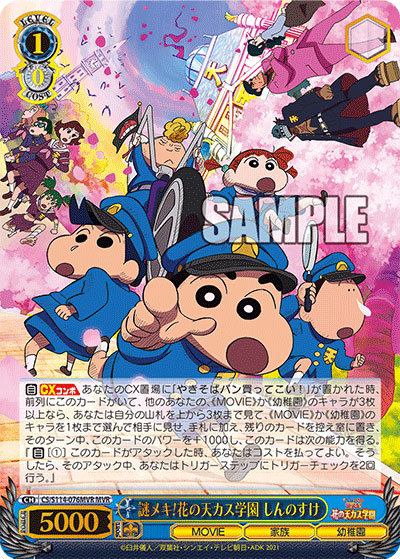 LEVEL
1
0
COST
天
SAMPLE
【自】 CXコンボ あなたのCX置場に「やきそばパン買ってこい!」が置かれた時、
前列にこのカードがいて、他のあなたの、《MOVIE》か《幼稚園》のキャラが3枚
以上なら、あなたは自分の山札を上から3枚まで見て、《MOVIE》か《幼稚園》の
キャラを1枚まで選んで相手に見せ、手札に加え、残りのカードを控え室に置き、
そのターン中、このカードのパワーを+1000し、このカードは次の能力を得る。
『【自】[①] このカードがアタックした時、あなたはコストを払ってよい。そう
したら、そのアタック中、あなたはトリガーステップにトリガーチェックを2回
行う。』
CS/S114-076MVR MVR
謎メキ!花の天カス学園 しんのすけ
花の天カス学園
POWER
5000
MOVIE
家族
幼稚園
©臼井儀人/双葉社・シンエイ・テレビ朝日・ADK 2021